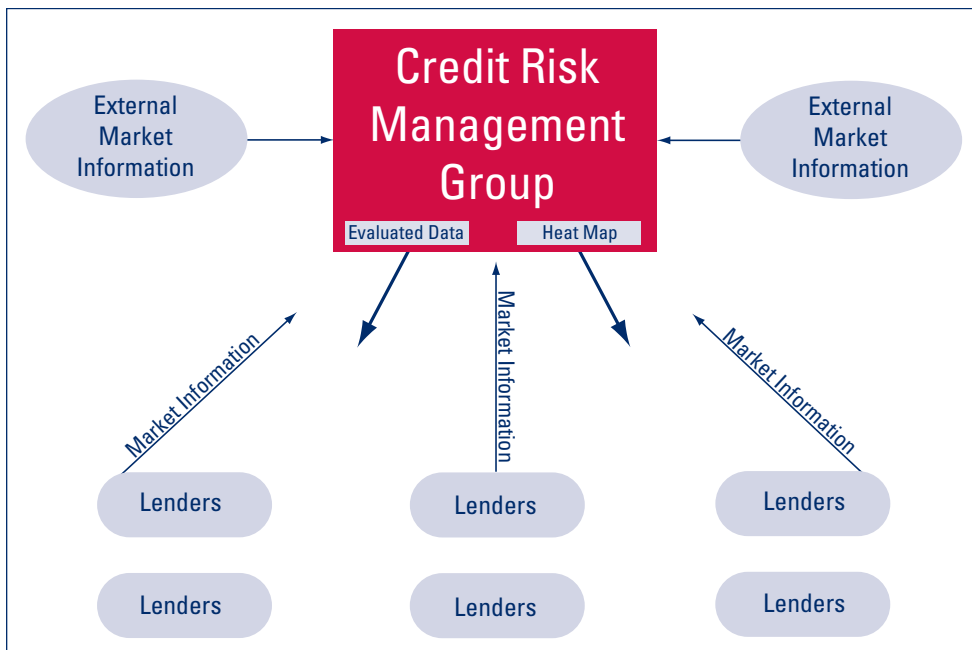 Credit Risk
Management
Group
External
Market
Information
External
Market
Information
Evaluated Data
Heat Map
Market Information
Market Information
Market Information
Lenders
Lenders
Lenders
Lenders
Lenders
Lenders